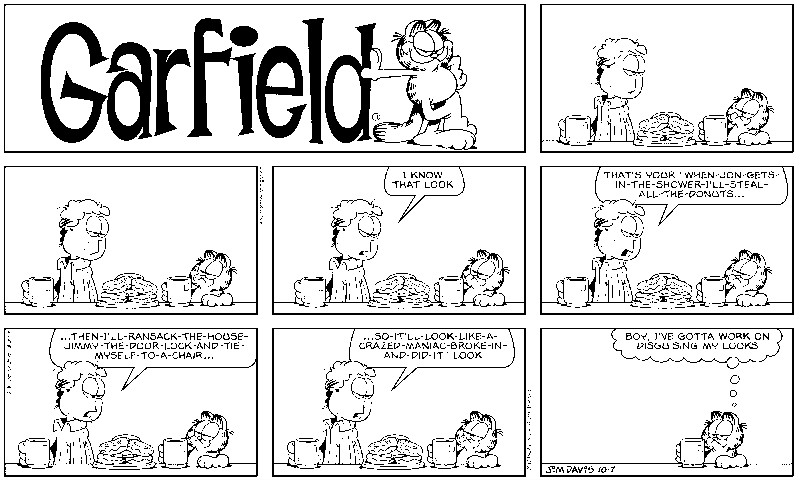 Garfield
I KNOW
THAT LOOK
THAT'S YOUR 'WHEN-JON-GETS-
IN-THE-SHOWER-I'LL-STEAL-
ALL-THE-DONUTS...
...THEN-I'LL-RANSACK-THE-HOUSE-
JIMMY-THE-DOOR-LOCK-AND-TIE-
MYSELF-TO-A-CHAIR...
...SO-IT'LL-LOOK-LIKE-A-
CRAZED-MANIAC-BROKE-IN-
AND-DID-IT' LOOK
BOY, I'VE GOTTA WORK ON
DISGUISING MY LOOKS
JIM DAVIS 10-7